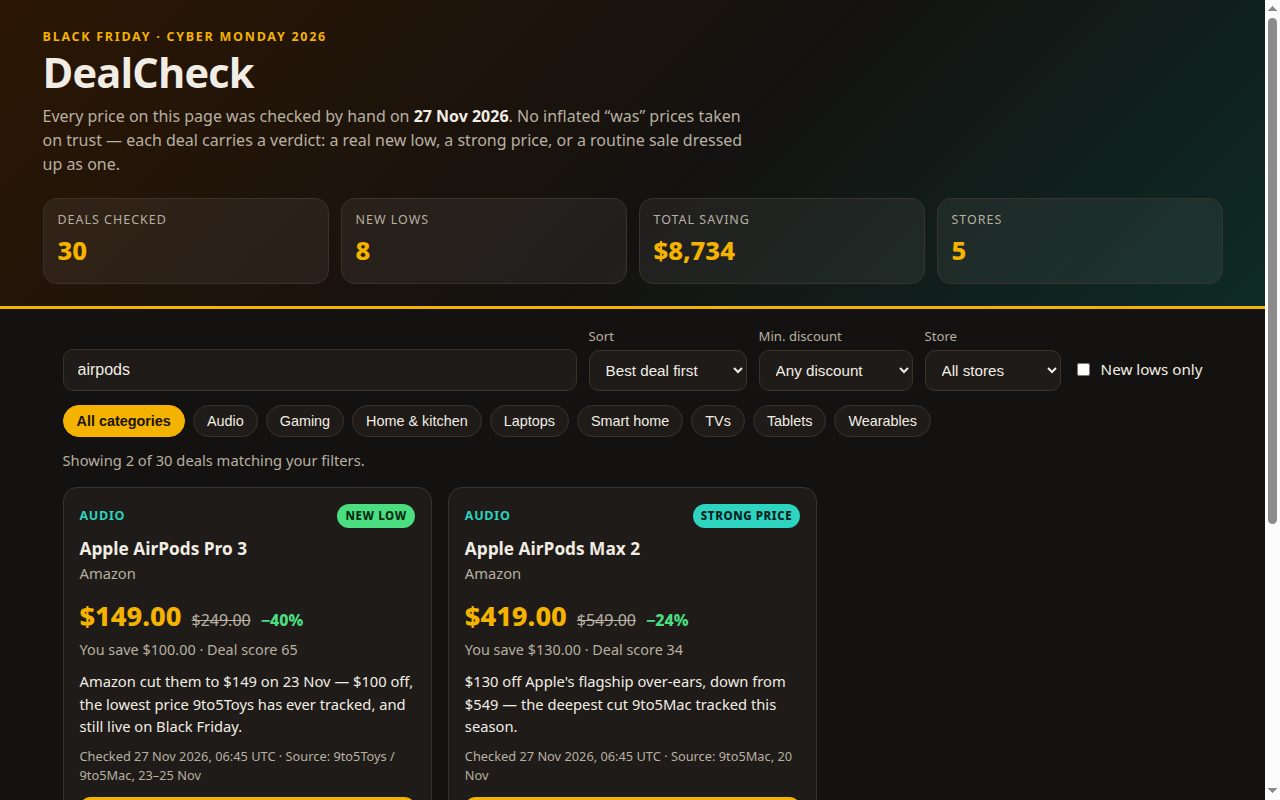 BLACK FRIDAY · CYBER MONDAY 2026
DealCheck
Every price on this page was checked by hand on 27 Nov 2026. No inflated “was” prices taken
on trust — each deal carries a verdict: a real new low, a strong price, or a routine sale dressed
up as one.
DEALS CHECKED
30
NEW LOWS
8
TOTAL SAVING
$8,734
STORES
5
airpods
Sort
Best deal first
Min. discount
Any discount
Store
All stores
New lows only
All categories
Audio
Gaming
Home & kitchen
Laptops
Smart home
TVs
Tablets
Wearables
Showing 2 of 30 deals matching your filters.
AUDIO
NEW LOW
Apple AirPods Pro 3
Amazon
$149.00 $249.00 −40%
You save $100.00 · Deal score 65
Amazon cut them to $149 on 23 Nov — $100 off,
the lowest price 9to5Toys has ever tracked, and
still live on Black Friday.
Checked 27 Nov 2026, 06:45 UTC · Source: 9to5Toys /
9to5Mac, 23–25 Nov
AUDIO
STRONG PRICE
Apple AirPods Max 2
Amazon
$419.00 $549.00 −24%
You save $130.00 · Deal score 34
$130 off Apple's flagship over-ears, down from
$549 — the deepest cut 9to5Mac tracked this
season.
Checked 27 Nov 2026, 06:45 UTC · Source: 9to5Mac, 20
Nov